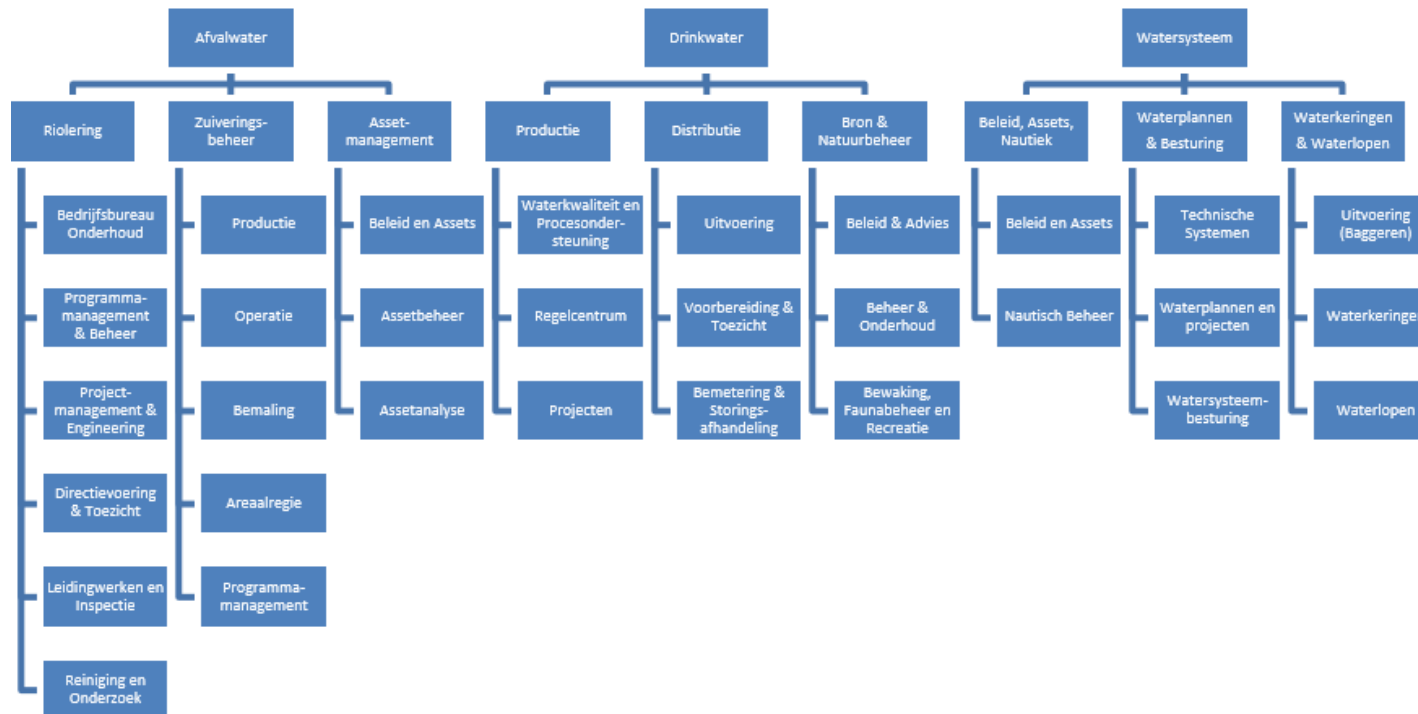 Afvalwater
Drinkwater
Watersysteem
Riolering
Zuiverings-
beheer
Asset-
management
Productie
Distributie
Bron &
Natuurbeheer
Beleid, Assets,
Nautiek
Waterplannen
& Besturing
Waterkeringen
& Waterlopen
Bedrijfsbureau
Onderhoud
Productie
Beleid en Assets
Waterkwaliteit en
Procesonder-
steuning
Uitvoering
Beleid & Advies
Beleid en Assets
Technische
Systemen
Uitvoering
(Baggeren)
Programma-
management
& Beheer
Operatie
Assetbeheer
Regelcentrum
Voorbereiding &
Toezicht
Beheer &
Onderhoud
Nautisch Beheer
Waterplannen en
projecten
Waterkeringe
Project-
management &
Engineering
Bemaling
Assetanalyse
Projecten
Bemetering &
Storings-
afhandeling
Bewaking,
Faunabeheer en
Recreatie
Watersysteem-
besturing
Waterlopen
Directievoering
& Toezicht
Areaalregie
Leidingwerken en
Inspectie
Programma-
management
Reiniging en
Onderzoek